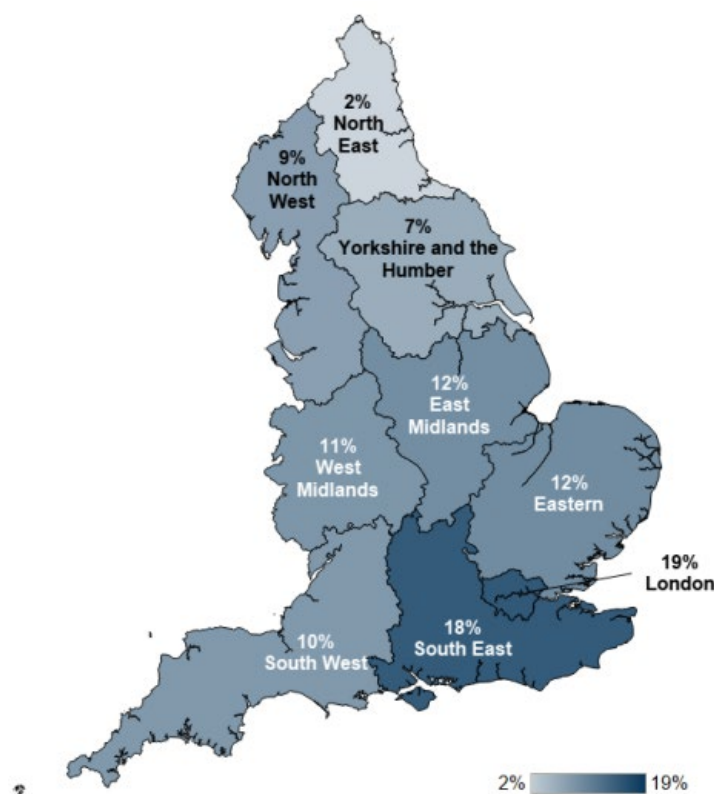 2%
North
East
9%
North
West
7%
Yorkshire and the
Humber
12%
East
Midlands
11%
West
Midlands
12%
Eastern
19%
London
18%
South East
10%
South West
2% 19%